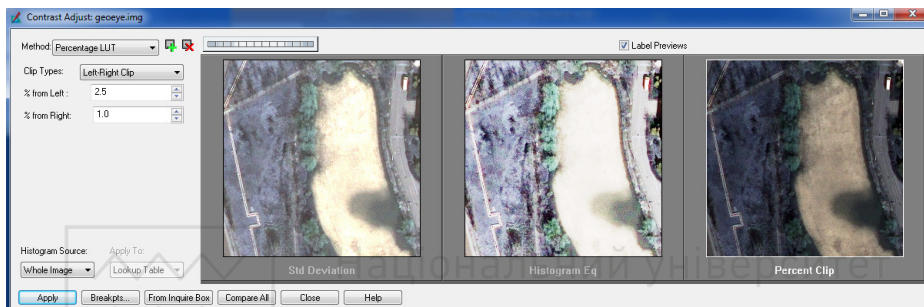 Contrast Adjust: geoeye.img
Method: Percentage LUT
Label Previews
Clip Types: Left-Right Clip
% from Left : 2.5
% from Right: 1.0
Histogram Source: Apply To:
Whole Image Lookup Table
Std Deviation Histogram Eq Percent Clip
Apply Breakpts... From Inquire Box Compare All Close Help